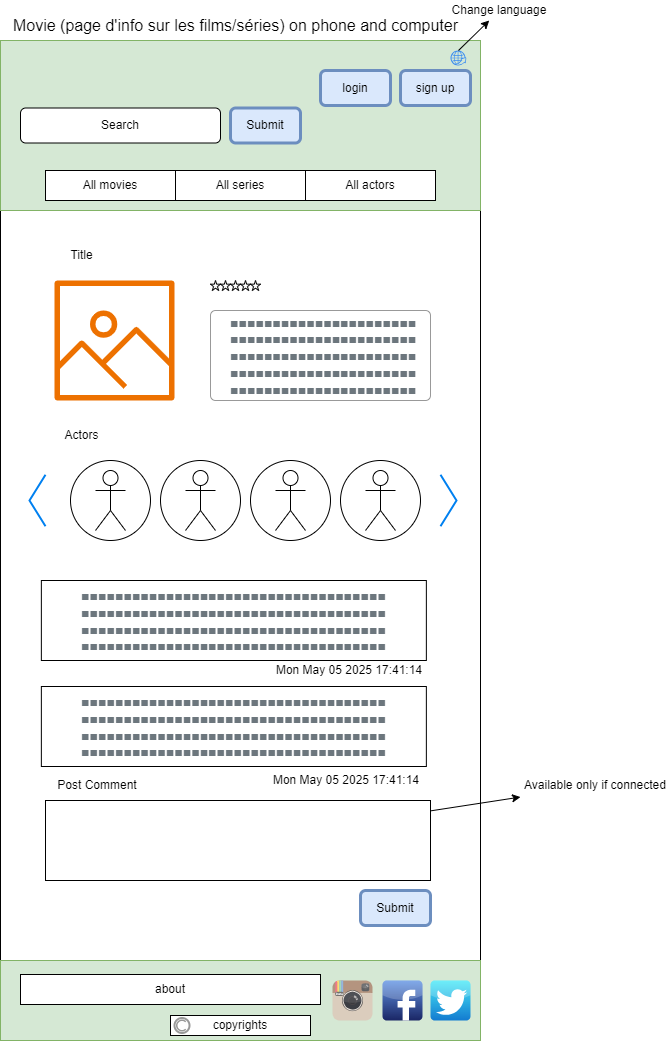 Change language
Movie (page d'info sur les films/séries) on phone and computer
login
sign up
Search
Submit
All movies
All series
All actors
Title
Actors
Mon May 05 2025 17:41:14
Mon May 05 2025 17:41:14
Post Comment
Available only if connected
Submit
about
copyrights